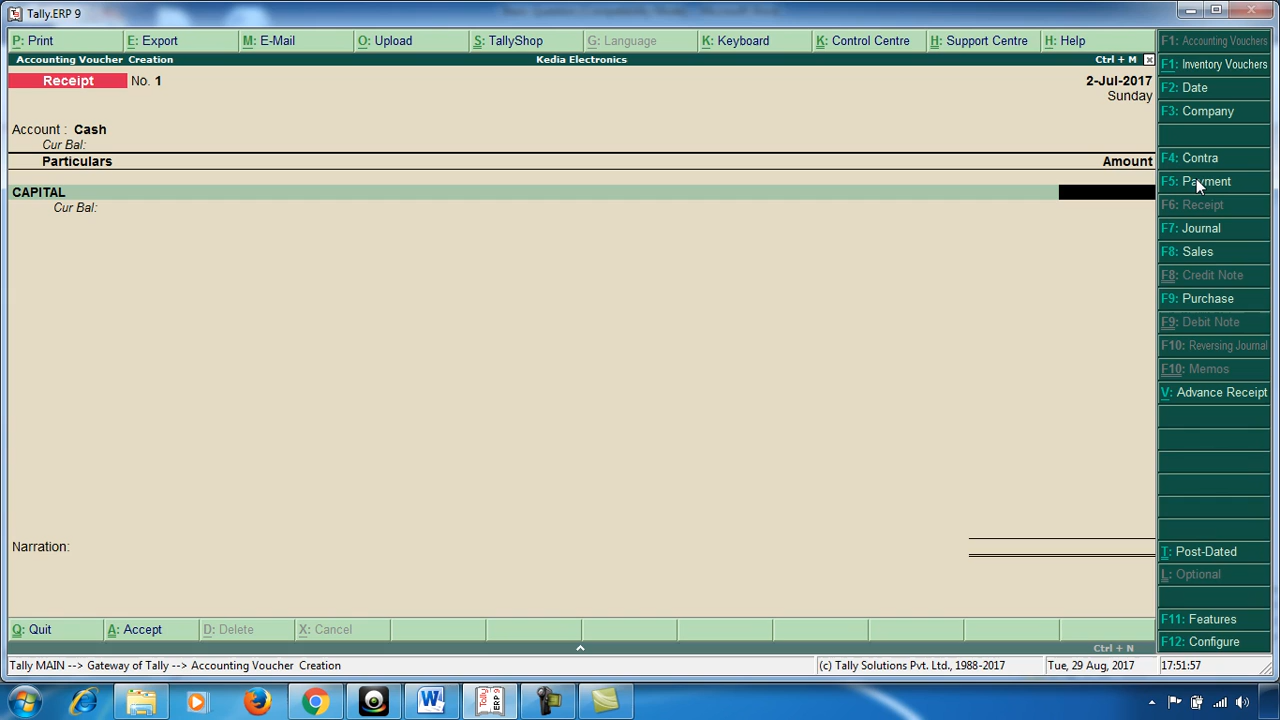 Tally.ERP 9
P: Print E: Export M: E-Mail O: Upload S: TallyShop G: Language K: Keyboard K: Control Centre H: Support Centre H: Help
Accounting Voucher Creation Kedia Electronics Ctrl + M
Receipt No. 1 2-Jul-2017
Sunday
Account : Cash
Cur Bal:
Particulars Amount
CAPITAL
Cur Bal:
Narration:
Q: Quit A: Accept D: Delete X: Cancel
Ctrl + N
F1: Accounting Vouchers
F1: Inventory Vouchers
F2: Date
F3: Company
F4: Contra
F5: Payment
F6: Receipt
F7: Journal
F8: Sales
F8: Credit Note
F9: Purchase
F9: Debit Note
F10: Reversing Journal
F10: Memos
V: Advance Receipt
T: Post-Dated
L: Optional
F11: Features
F12: Configure
Tally MAIN --> Gateway of Tally --> Accounting Voucher Creation (c) Tally Solutions Pvt. Ltd., 1988-2017 Tue, 29 Aug, 2017 17:51:57
W Tally ERP 9